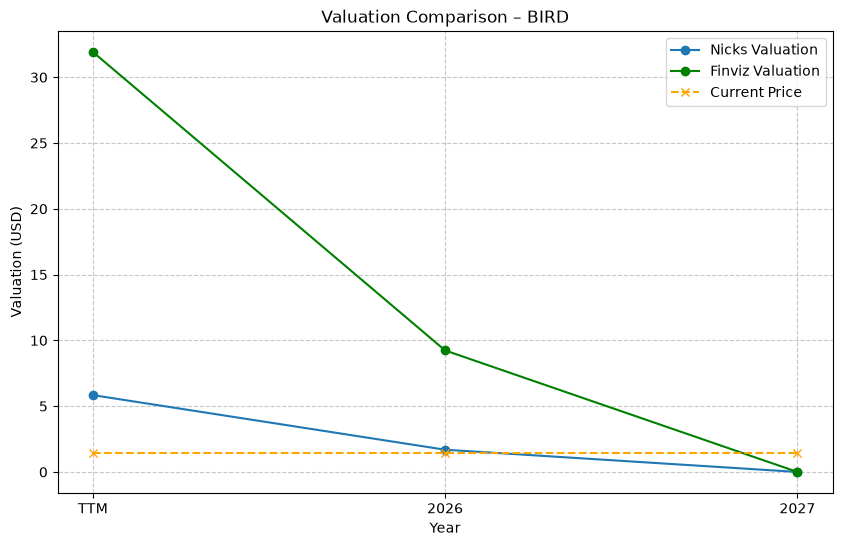 Valuation Comparison – BIRD
Nicks Valuation
Finviz Valuation
Current Price
Valuation (USD)
30
25
20
15
10
5
0
TTM
2026
2027
Year